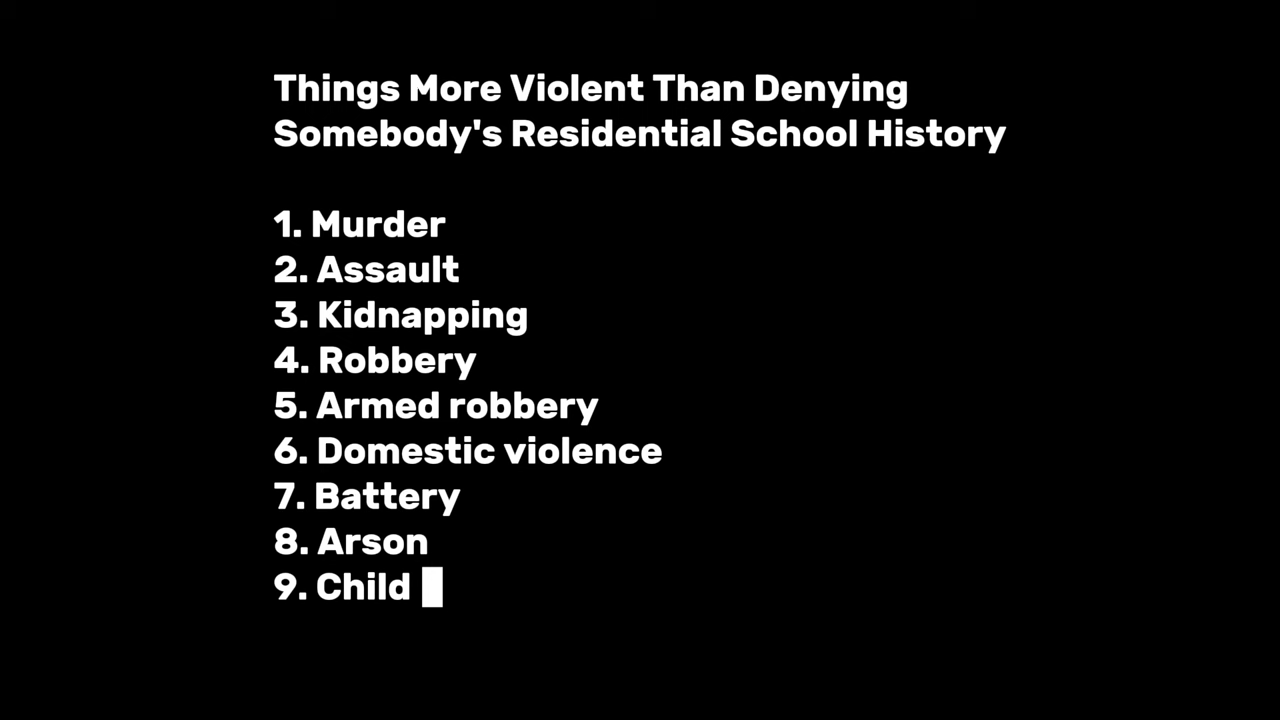 Things More Violent Than Denying
Somebody's Residential School History
1. Murder
2. Assault
3. Kidnapping
4. Robbery
5. Armed robbery
6. Domestic violence
7. Battery
8. Arson
9. Child